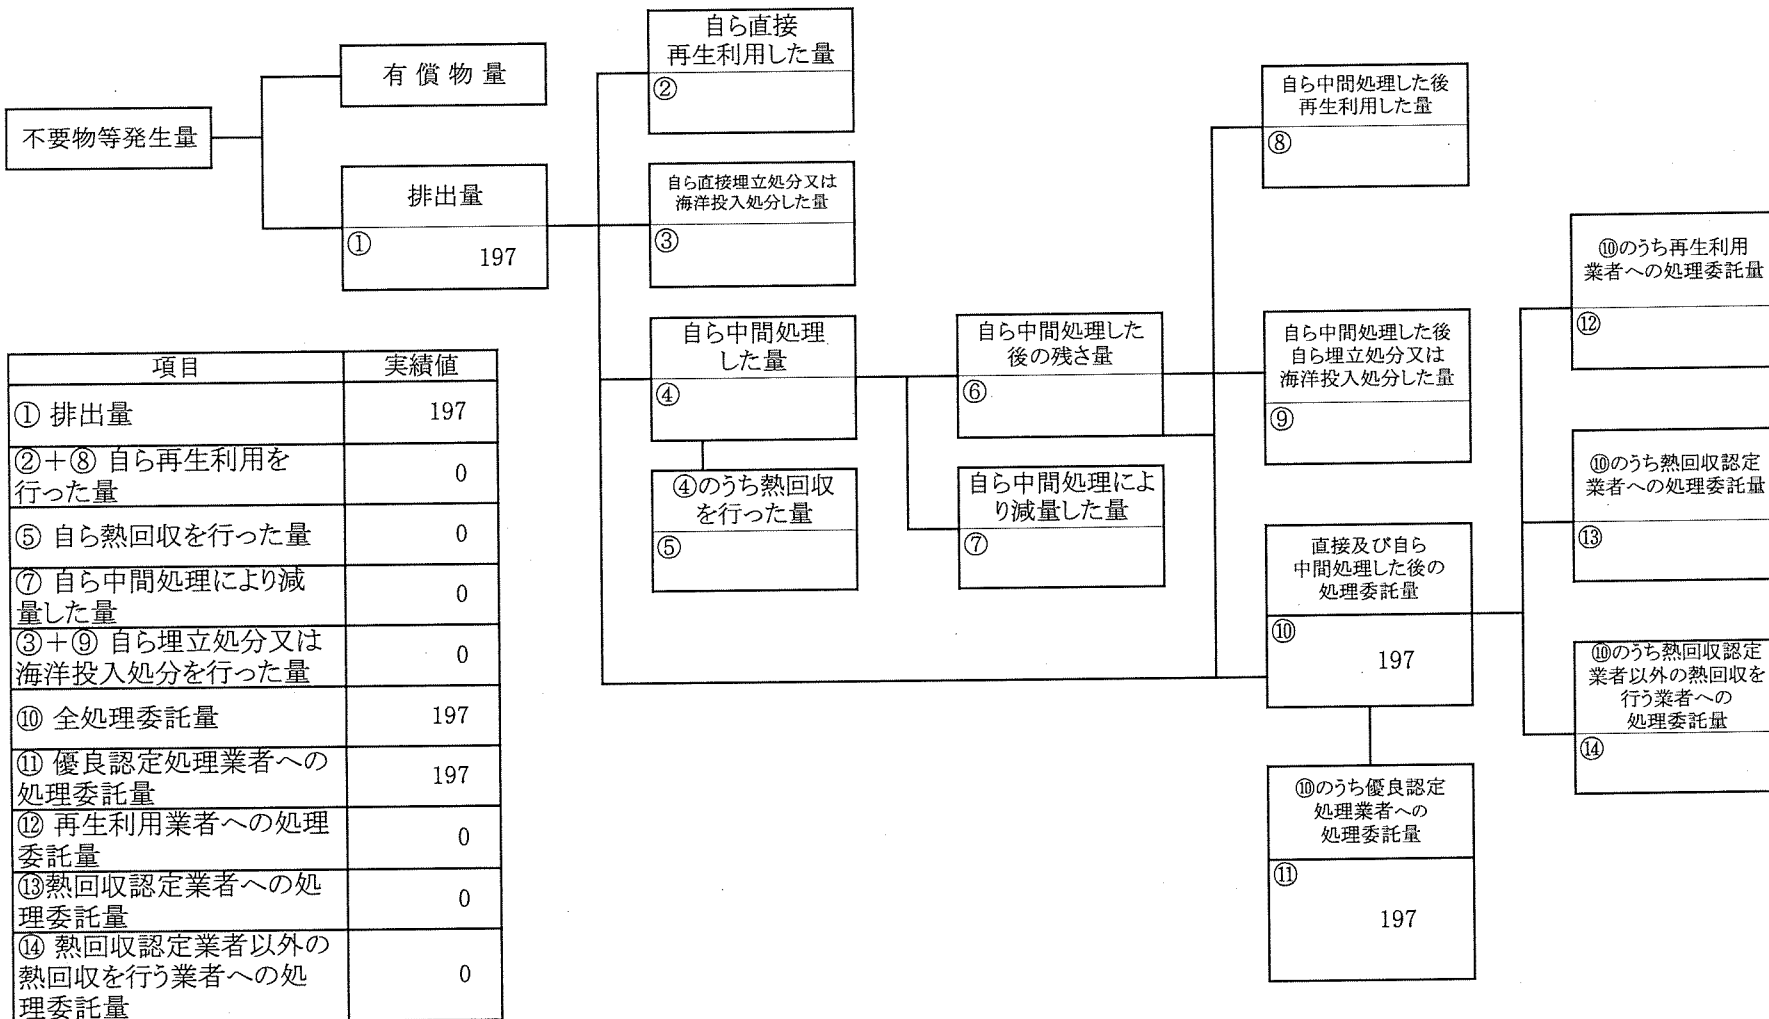 不要物等発生量
有償物量
排出量
①
197
自ら直接
再生利用した量
②
自ら直接埋立処分又は
海洋投入処分した量
③
自ら中間処理
した量
④
④のうち熱回収
を行った量
⑤
自ら中間処理した
後の残さ量
⑥
自ら中間処理によ
り減量した量
⑦
自ら中間処理した後
再生利用した量
⑧
自ら中間処理した後
自ら埋立処分又は
海洋投入処分した量
⑨
直接及び自ら
中間処理した後の
処理委託量
⑩
197
⑩のうち優良認定
処理業者への
処理委託量
⑪
197
⑩のうち再生利用
業者への処理委託量
⑫
⑩のうち熱回収認定
業者への処理委託量
⑬
⑩のうち熱回収認定
業者以外の熱回収を
行う業者への
処理委託量
⑭
項目 実績値
① 排出量 197
②+⑧ 自ら再生利用を
行った量 0
⑤ 自ら熱回収を行った量 0
⑦ 自ら中間処理により減
量した量 0
③+⑨ 自ら埋立処分又は
海洋投入処分を行った量 0
⑩ 全処理委託量 197
⑪ 優良認定処理業者への
処理委託量 197
⑫ 再生利用業者への処理
委託量 0
⑬熱回収認定業者への処
理委託量 0
⑭ 熱回収認定業者以外の
熱回収を行う業者への処
理委託量 0